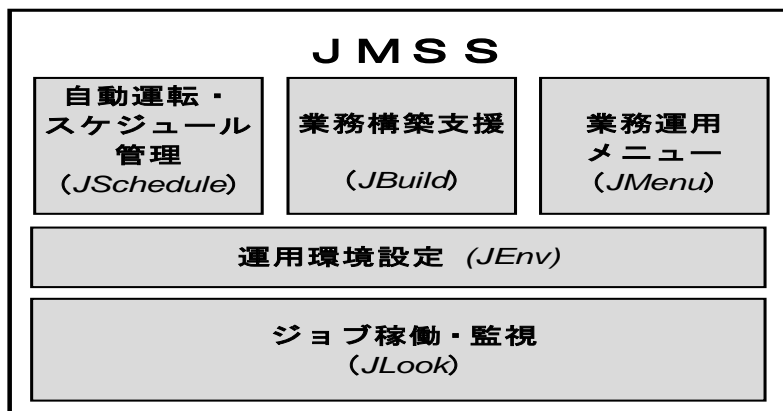 JMSS
自動運転・
スケジュール
管理
(JSchedule)
業務構築支援
(JBuild)
業務運用
メニュー
(JMenu)
運用環境設定 (JEnv)
ジョブ稼働・監視
(JLook)